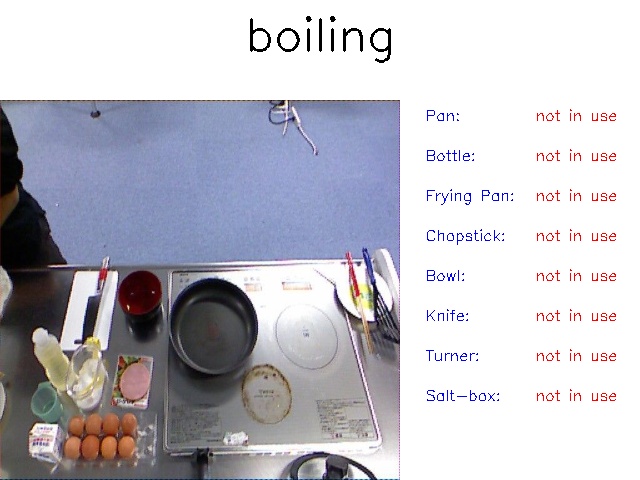 boiling
Pan: not in use
Bottle: not in use
Frying Pan: not in use
Chopstick: not in use
Bowl: not in use
Knife: not in use
Turner: not in use
Salt-box: not in use